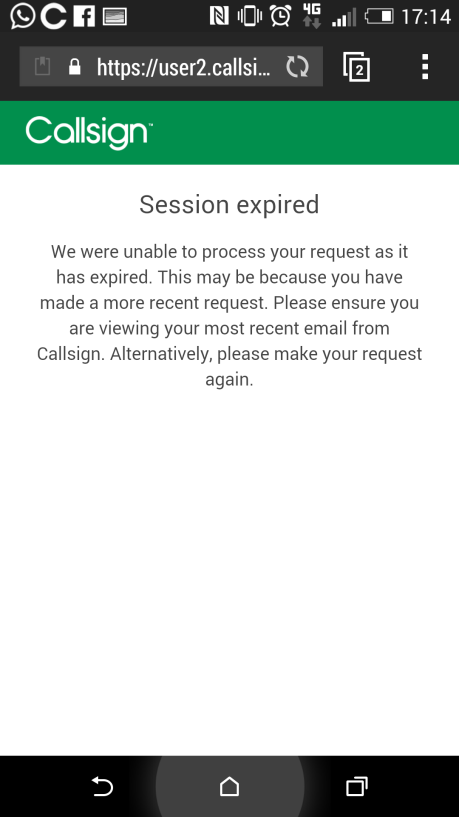 4G 17:14
https://user2.callsi... 2
Callsign™
Session expired
We were unable to process your request as it
has expired. This may be because you have
made a more recent request. Please ensure you
are viewing your most recent email from
Callsign. Alternatively, please make your request
again.